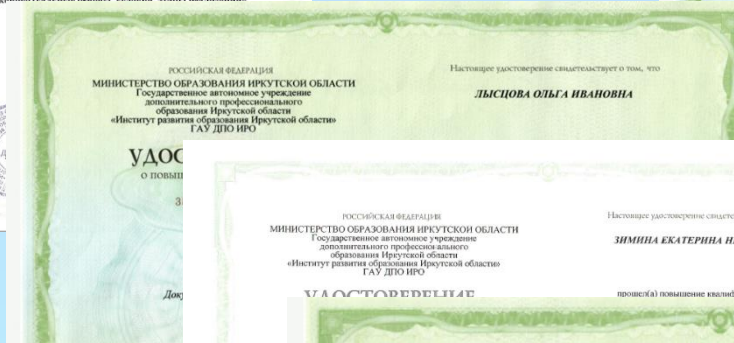 РОССИЙСКАЯ ФЕДЕРАЦИЯ
МИНИСТЕРСТВО ОБРАЗОВАНИЯ ИРКУТСКОЙ ОБЛАСТИ
Государственное автономное учреждение
дополнительного профессионального
образования Иркутской области
«Институт развития образования Иркутской области»
ГАУ ДПО ИРО
УДОС
о повыш
Док
Настоящее удостоверение свидетельствует о том, что
ЛЫСЦОВА ОЛЬГА ИВАНОВНА
РОССИЙСКАЯ ФЕДЕРАЦИЯ
МИНИСТЕРСТВО ОБРАЗОВАНИЯ ИРКУТСКОЙ ОБЛАСТИ
Государственное автономное учреждение
дополнительного профессионального
образования Иркутской области
«Институт развития образования Иркутской области»
ГАУ ДПО ИРО
УДОСТОВЕРЕНИЕ
Настоящее удостоверение свидете
ЗИМИНА ЕКАТЕРИНА Н
прошел(а) повышение квалиф